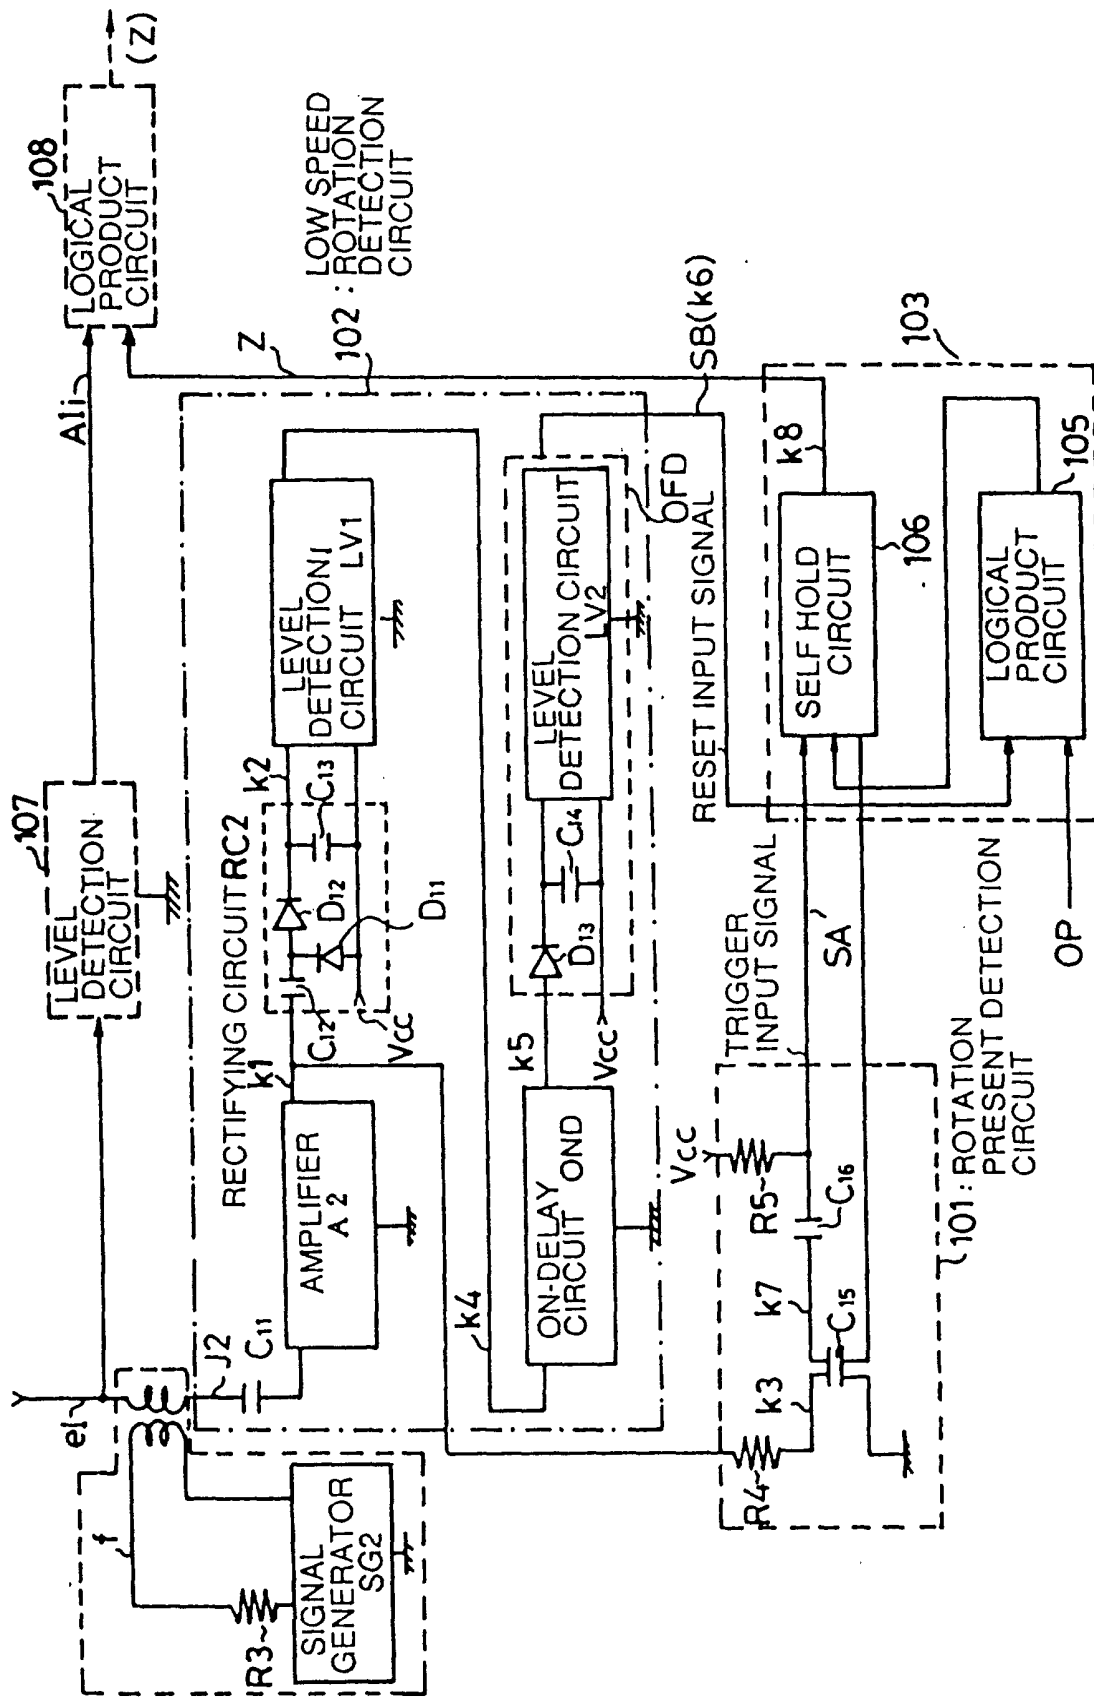 el
f
R3
SIGNAL
GENERATOR
SG2
J2
C11
107
LEVEL
DETECTION
CIRCUIT
Ali
108
LOGICAL
PRODUCT
CIRCUIT
(Z)
AMPLIFIER
A2
k1
RECTIFYING CIRCUIT RC2
C12
D12
D11
C13
Vcc
k2
LEVEL
DETECTION
CIRCUIT LV1
Z
102 : LOW SPEED
ROTATION
DETECTION
CIRCUIT
k4
ON-DELAY
CIRCUIT OND
k5
D13
C14
Vcc
LEVEL
DETECTION CIRCUIT
LV2
OFD
SB(k6)
RESET INPUT SIGNAL
R4
k3
C15
k7
C16
R5
Vcc
101 : ROTATION
PRESENT DETECTION
CIRCUIT
TRIGGER
INPUT SIGNAL
SA'
SELF HOLD
CIRCUIT
106
k8
103
LOGICAL
PRODUCT
CIRCUIT
105
OP